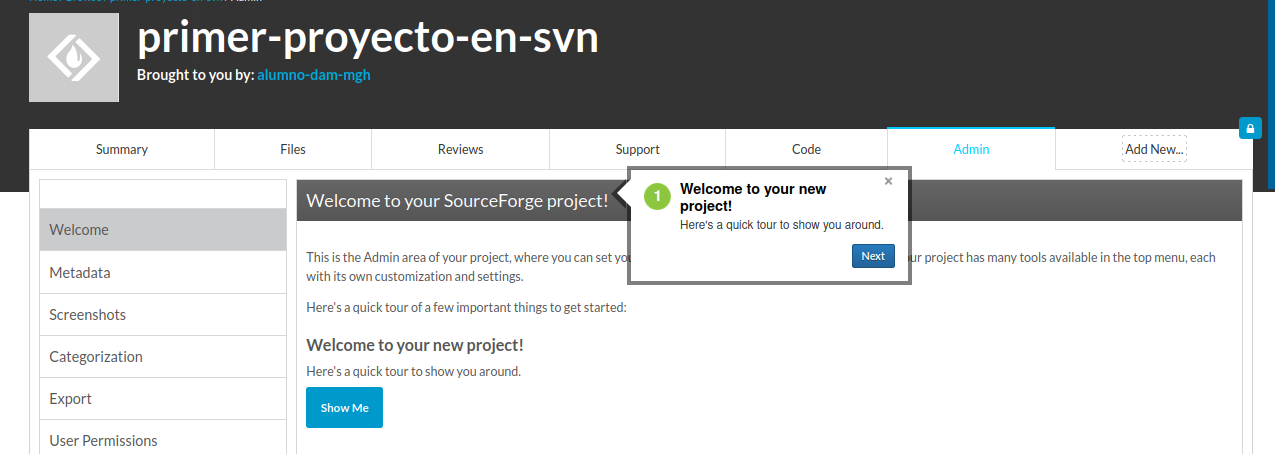 primer-proyecto-en-svn
Brought to you by: alumno-dam-mgh
Summary
Files
Reviews
Support
Code
Admin
Add New...
Welcome
Metadata
Screenshots
Categorization
Export
User Permissions
Welcome to your SourceForge project!
1
Welcome to your new
project!
×
Here's a quick tour to show you around.
Next
This is the Admin area of your project, where you can set you
ur project has many tools available in the top menu, each
with its own customization and settings.
Here's a quick tour of a few important things to get started:
Welcome to your new project!
Here's a quick tour to show you around.
Show Me